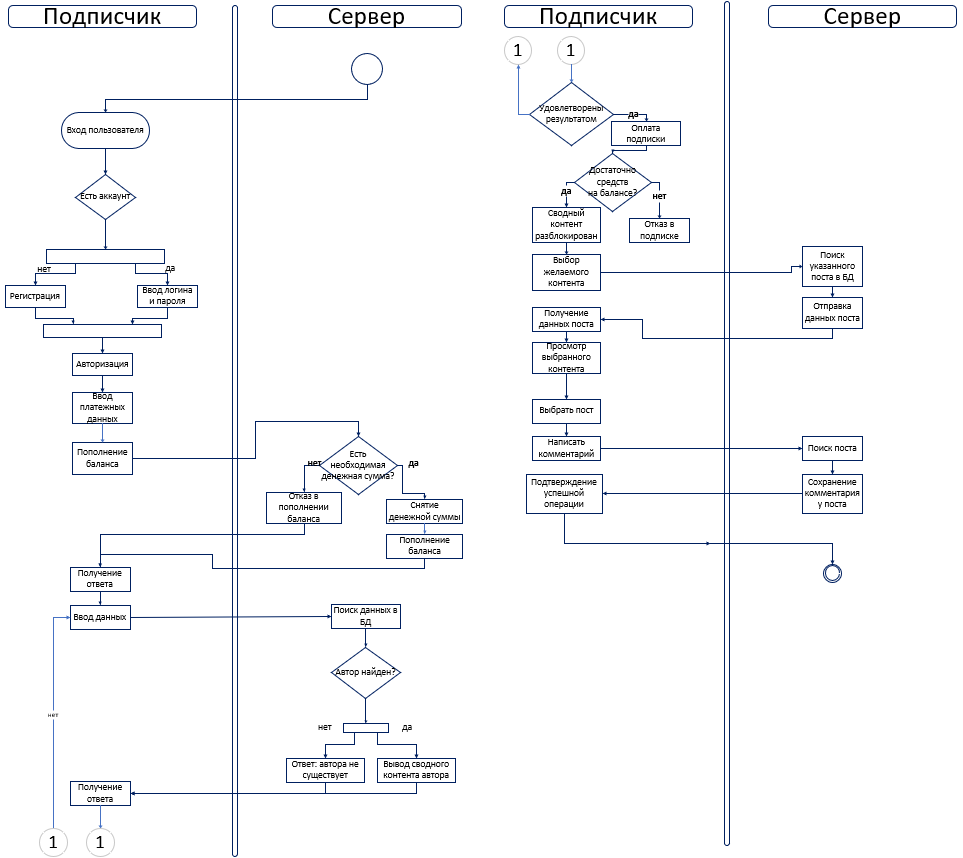 Подписчик
Сервер
Вход пользователя
Есть аккаунт
нет
да
Регистрация
Ввод логина
и пароля
Авторизация
Ввод
платежных
данных
Пополнение
баланса
Есть
необходимая
денежная сумма?
нет
да
Отказ в
пополнении
баланса
Снятие
денежной суммы
Пополнение
баланса
Получение
ответа
Ввод данных
Поиск данных в
БД
Автор найден?
нет
да
нет
Ответ: автора не
существует
Вывод сводного
контента автора
Получение
ответа
1
1
Подписчик
Сервер
1
1
Удовлетворены
результатом
да
Оплата
подписки
Достаточно
средств
на балансе?
да
нет
Сводный
контент
разблокирован
Отказ в
подписке
Выбор
желаемого
контента
Поиск
указанного
поста в БД
Отправка
данных поста
Получение
данных поста
Просмотр
выбранного
контента
Выбрать пост
Написать
комментарий
Поиск поста
Подтверждение
успешной
операции
Сохранение
комментария
у поста